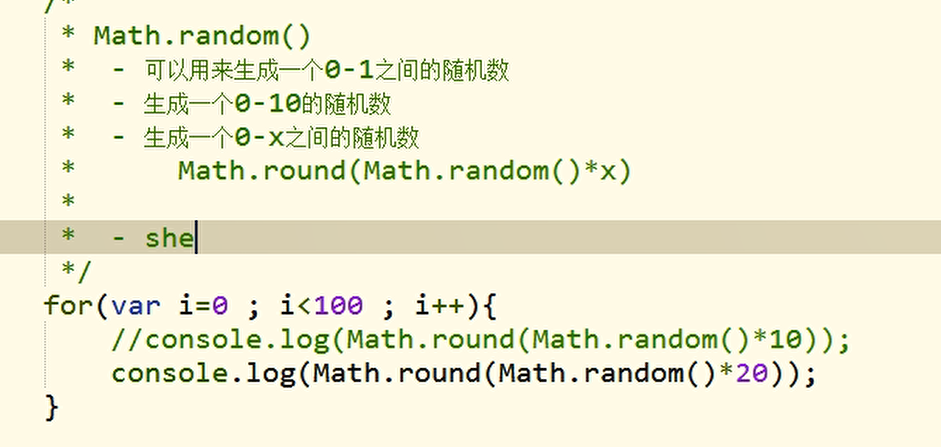 /*
* Math.random()
* - 可以用来生成一个0-1之间的随机数
* - 生成一个0-10的随机数
* - 生成一个0-x之间的随机数
* Math.round(Math.random()*x)
*
* - she
*/
for(var i=0 ; i<100 ; i++){
//console.log(Math.round(Math.random()*10));
console.log(Math.round(Math.random()*20));
}